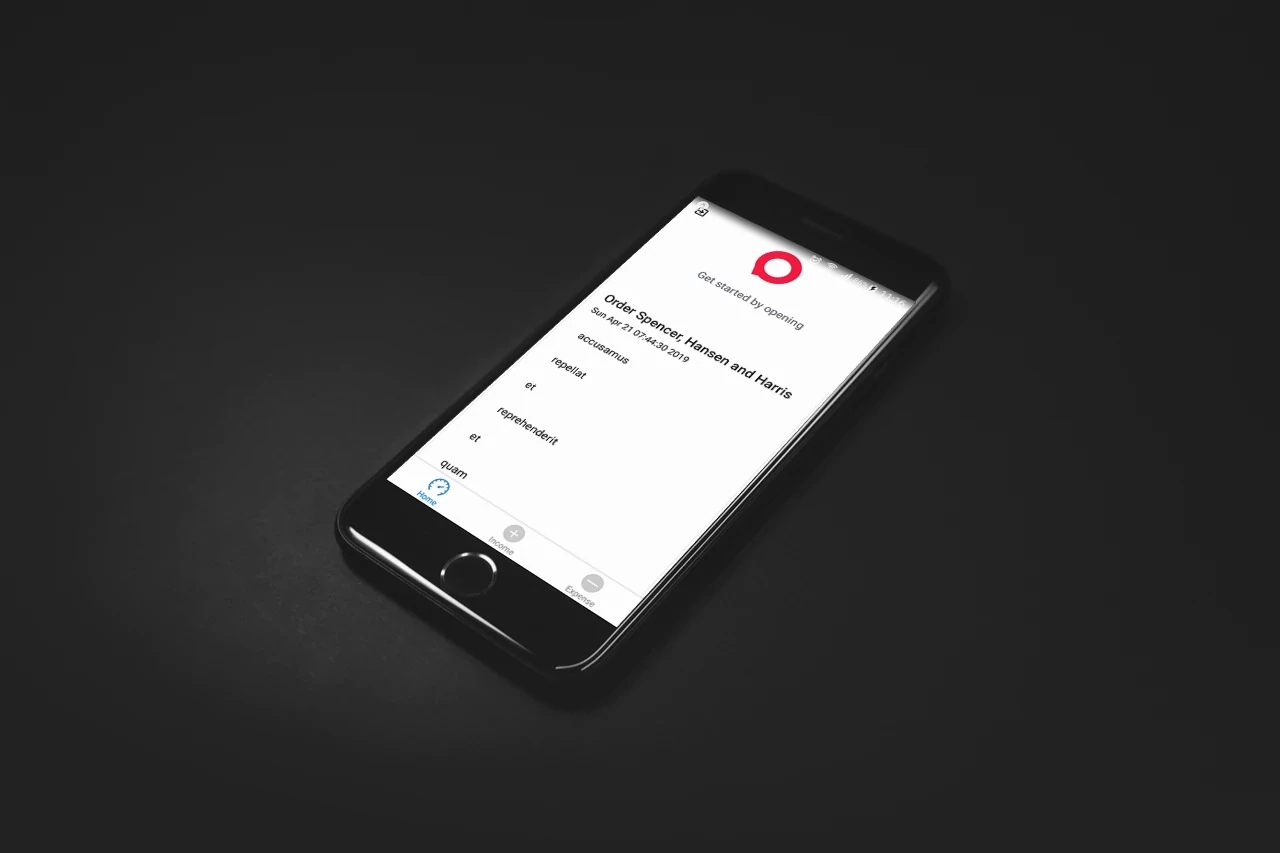 Get started by opening
Order Spencer, Hansen and Harris
Sun Apr 21 07:44:30 2019
accusamus
repellat
et
reprehenderit
et
quam
Home
Income
Expense